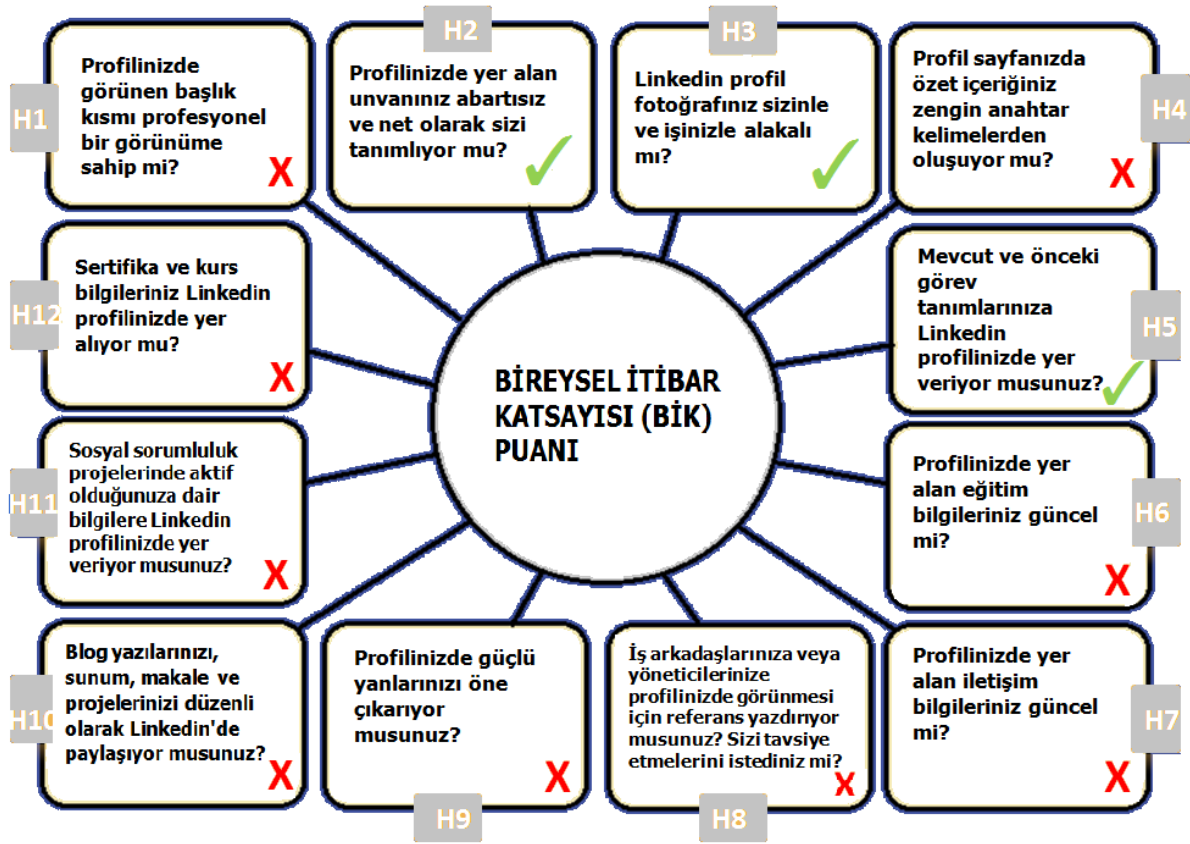 H1
Profilinizde
görünen başlık
kısmı profesyonel
bir görünüme
sahip mi?
X
H2
Profilinizde yer alan
unvanınız abartısız
ve net olarak sizi
tanımlıyor mu?
H3
Linkedin profil
fotoğrafınız sizinle
ve işinizle alakalı
mı?
H4
Profil sayfanızda
özet içeriğiniz
zengin anahtar
kelimelerden
oluşuyor mu?
X
H12
Sertifika ve kurs
bilgileriniz Linkedin
profilinizde yer
alıyor mu?
X
BİREYSEL İTİBAR
KATSAYISI (BİK)
PUANI
H5
Mevcut ve önceki
görev
tanımlarınıza
Linkedin
profilinizde yer
veriyor musunuz?
H11
Sosyal sorumluluk
projelerinde aktif
olduğunuza dair
bilgilere Linkedin
profilinizde yer
veriyor musunuz?
X
H6
Profilinizde yer
alan eğitim
bilgileriniz güncel
mi?
X
H10
Blog yazılarınızı,
sunum, makale ve
projelerinizi düzenli
olarak Linkedin'de
paylaşıyor musunuz?
X
H9
Profilinizde güçlü
yanlarınızı öne
çıkarıyor
musunuz?
X
H8
İş arkadaşlarınıza veya
yöneticilerinize
profilinizde görünmesi
için referans yazdırıyor
musunuz? Sizi tavsiye
etmelerini istediniz mi?
X
H7
Profilinizde yer
alan iletişim
bilgileriniz güncel
mi?
X